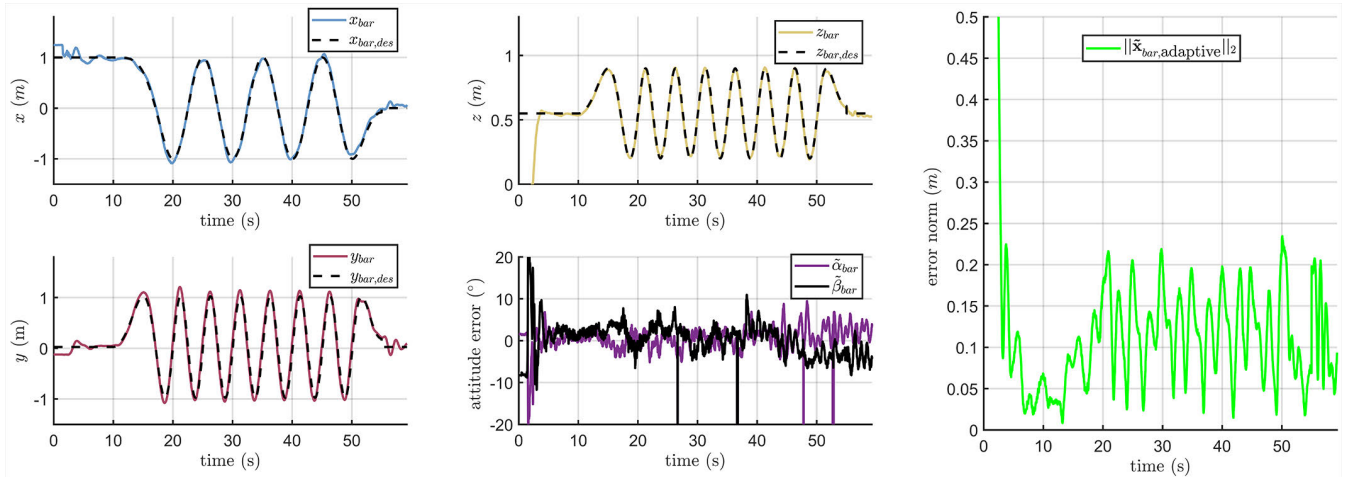 x_bar
x_bar,des
1
0
-1
x (m)
0 10 20 30 40 50
time (s)
z_bar
z_bar,des
1
0.5
0
z (m)
0 10 20 30 40 50
time (s)
y_bar
y_bar,des
1
0
-1
y (m)
0 10 20 30 40 50
time (s)
α̃_bar
β̃_bar
20
10
0
-10
-20
attitude error (°)
0 10 20 30 40 50
time (s)
||x̃_bar,adaptive||₂
0.5
0.45
0.4
0.35
0.3
0.25
0.2
0.15
0.1
0.05
0
error norm (m)
0 10 20 30 40 50
time (s)